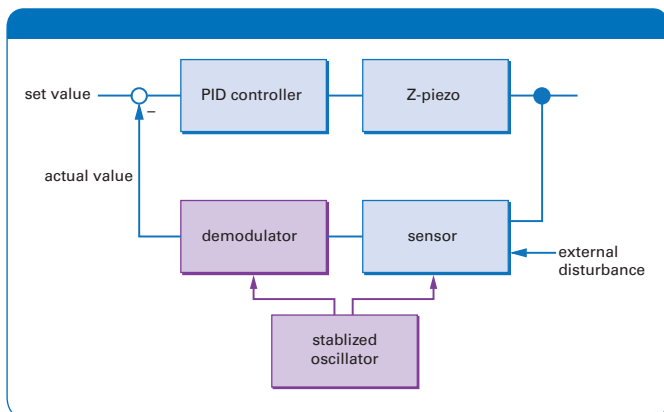 set value
PID controller
Z-piezo
–
actual value
demodulator
sensor
external
disturbance
stablized
oscillator